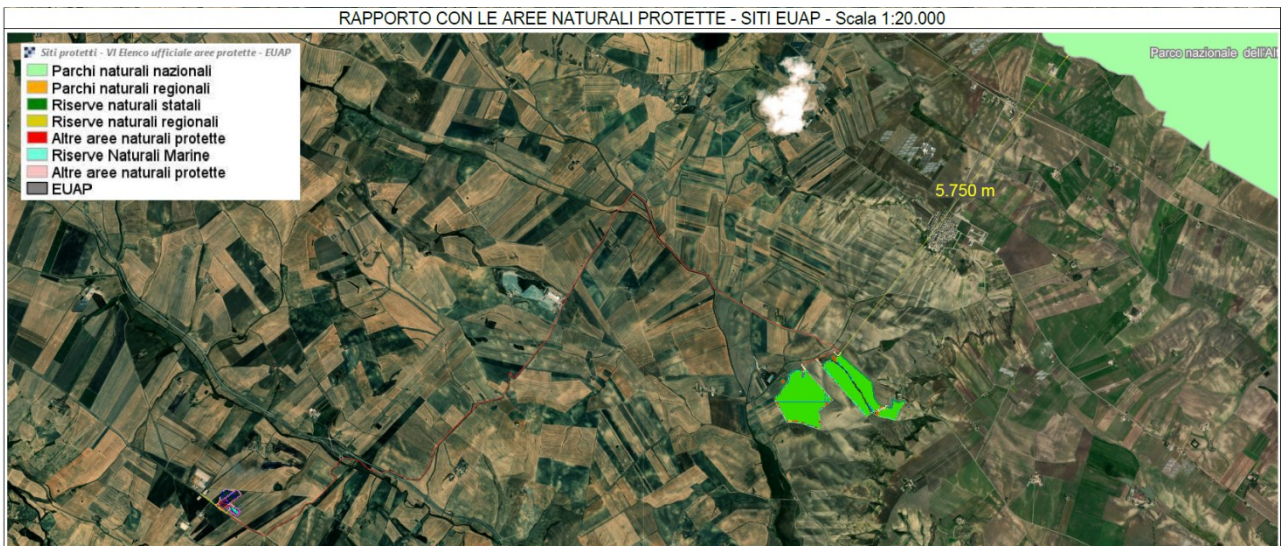 RAPPORTO CON LE AREE NATURALI PROTETTE - SITI EUAP - Scala 1:20.000
Siti protetti - VI Elenco ufficiale aree protette - EUAP
Parchi naturali nazionali
Parchi naturali regionali
Riserve naturali statali
Riserve naturali regionali
Altre aree naturali protette
Riserve Naturali Marine
Altre aree naturali protette
EUAP
Parco nazionale dell'Al
5.750 m